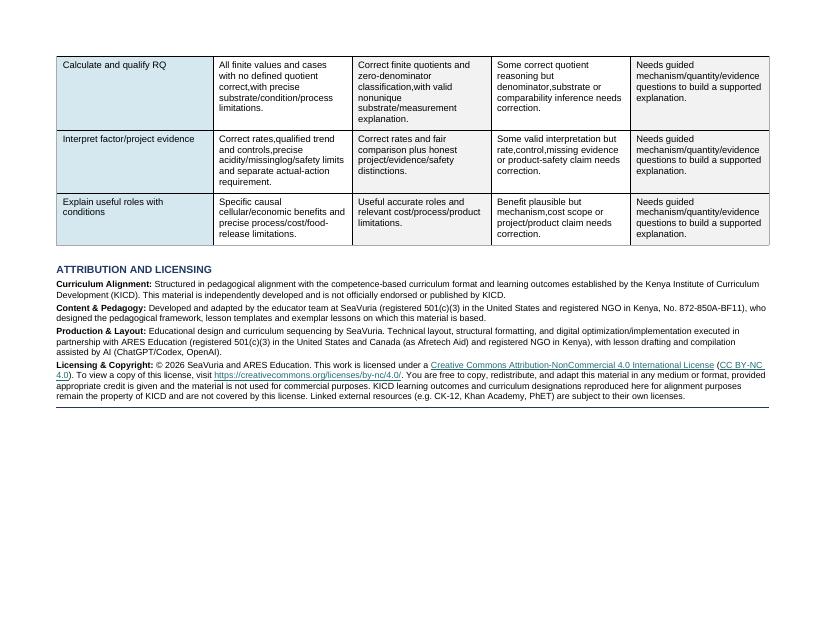 Calculate and qualify RQ
All finite values and cases
with no defined quotient
correct,with precise
substrate/condition/process
limitations.
Correct finite quotients and
zero-denominator
classification,with valid
nonunique
substrate/measurement
explanation.
Some correct quotient
reasoning but
denominator,substrate or
comparability inference needs
correction.
Needs guided
mechanism/quantity/evidence
questions to build a supported
explanation.
Interpret factor/project evidence
Correct rates,qualified trend
and controls,precise
acidity/missinglog/safety limits
and separate actual-action
requirement.
Correct rates and fair
comparison plus honest
project/evidence/safety
distinctions.
Some valid interpretation but
rate,control,missing evidence
or product-safety claim needs
correction.
Needs guided
mechanism/quantity/evidence
questions to build a supported
explanation.
Explain useful roles with
conditions
Specific causal
cellular/economic benefits and
precise process/cost/food-
release limitations.
Useful accurate roles and
relevant cost/process/product
limitations.
Benefit plausible but
mechanism,cost scope or
project/product claim needs
correction.
Needs guided
mechanism/quantity/evidence
questions to build a supported
explanation.
ATTRIBUTION AND LICENSING
Curriculum Alignment: Structured in pedagogical alignment with the competence-based curriculum format and learning outcomes established by the Kenya Institute of Curriculum
Development (KICD). This material is independently developed and is not officially endorsed or published by KICD.
Content & Pedagogy: Developed and adapted by the educator team at SeaVuria (registered 501(c)(3) in the United States and registered NGO in Kenya, No. 872-850A-BF11), who
designed the pedagogical framework, lesson templates and exemplar lessons on which this material is based.
Production & Layout: Educational design and curriculum sequencing by SeaVuria. Technical layout, structural formatting, and digital optimization/implementation executed in
partnership with ARES Education (registered 501(c)(3) in the United States and Canada (as Afretech Aid) and registered NGO in Kenya), with lesson drafting and compilation
assisted by AI (ChatGPT/Codex, OpenAI).
Licensing & Copyright: © 2026 SeaVuria and ARES Education. This work is licensed under a Creative Commons Attribution-NonCommercial 4.0 International License (CC BY-NC
4.0). To view a copy of this license, visit https://creativecommons.org/licenses/by-nc/4.0/. You are free to copy, redistribute, and adapt this material in any medium or format, provided
appropriate credit is given and the material is not used for commercial purposes. KICD learning outcomes and curriculum designations reproduced here for alignment purposes
remain the property of KICD and are not covered by this license. Linked external resources (e.g. CK-12, Khan Academy, PhET) are subject to their own licenses.